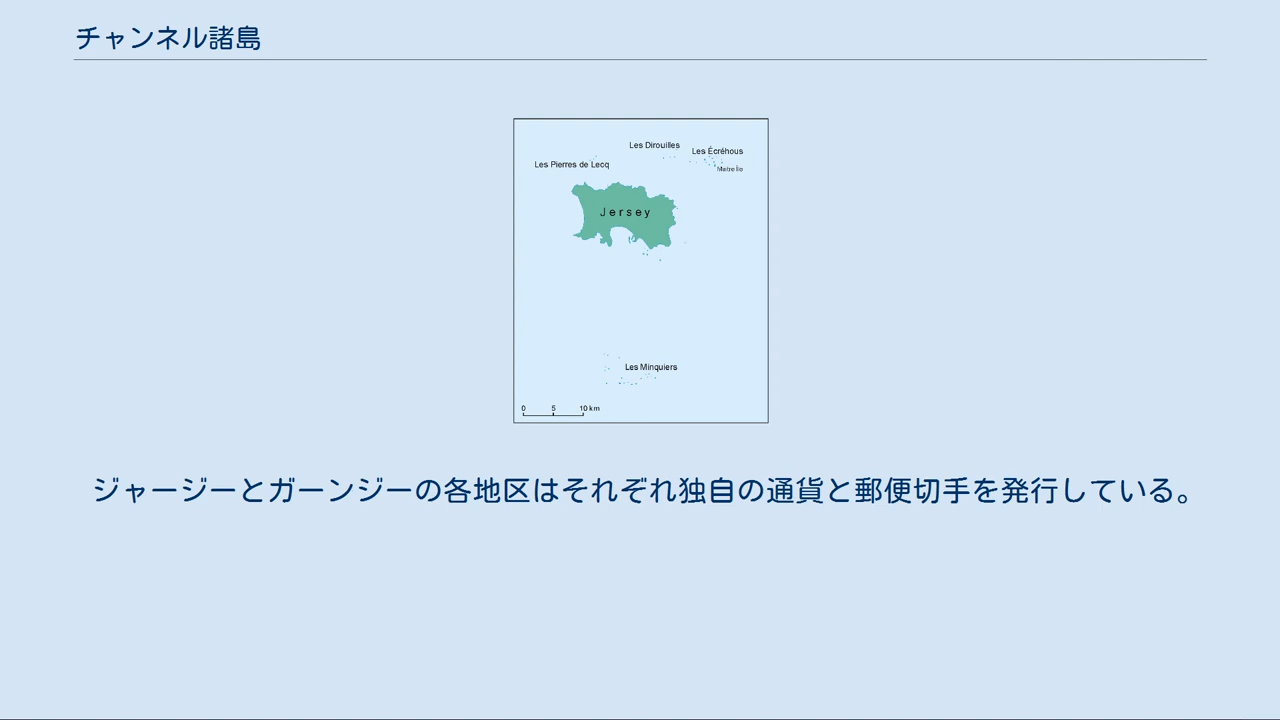 チャンネル諸島
Les Dirouilles
Les Écréhous
Les Pierres de Lecq
Maître Île
Jersey
Les Minquiers
0 5 10 km
ジャージーとガーンジーの各地区はそれぞれ独自の通貨と郵便切手を発行している。